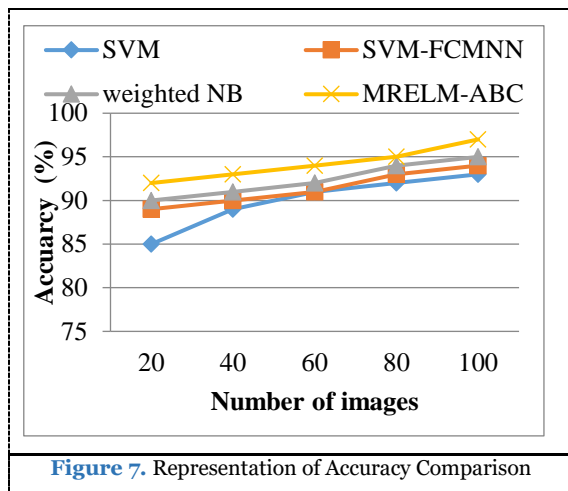 SVM
SVM-FCMNN
weighted NB
MRELM-ABC
100
95
90
85
80
75
Accuarcy (%)
20 40 60 80 100
Number of images
Figure 7. Representation of Accuracy Comparison